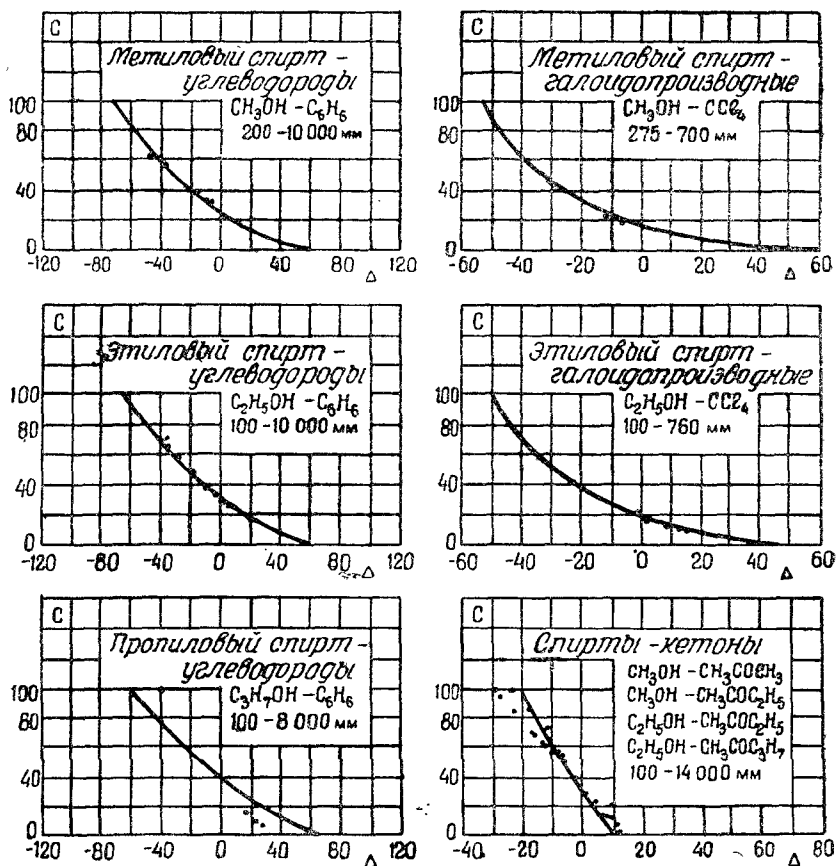 C
Метиловый спирт -
углеводороды
CH₃OH - C₆H₆
200 - 10 000 мм
100
80
40
0
-120 -80 -40 0 40 80 120
Δ
C
Метиловый спирт -
галоидопроизводные
CH₃OH - CCl₄
275 - 700 мм
100
80
40
0
-60 -40 -20 0 20 40 60
Δ
C
Этиловый спирт -
углеводороды
C₂H₅OH - C₆H₆
100 - 10 000 мм
100
80
40
0
-120 -80 -40 0 40 80 120
Δ
C
Этиловый спирт -
галоидопроизводные
C₂H₅OH - CCl₄
100 - 760 мм
100
80
40
0
-60 -40 -20 0 20 40 60
Δ
C
Пропиловый спирт -
углеводороды
C₃H₇OH - C₆H₆
100 - 8 000 мм
100
80
40
0
-120 -80 -40 0 40 80 120
Δ
C
Спирты - кетоны
CH₃OH - CH₃COCH₃
CH₃OH - CH₃COC₂H₅
C₂H₅OH - CH₃COC₂H₅
C₂H₅OH - CH₃COC₃H₇
100 - 14 000 мм
100
80
40
0
-40 -20 0 20 40 60 80
Δ